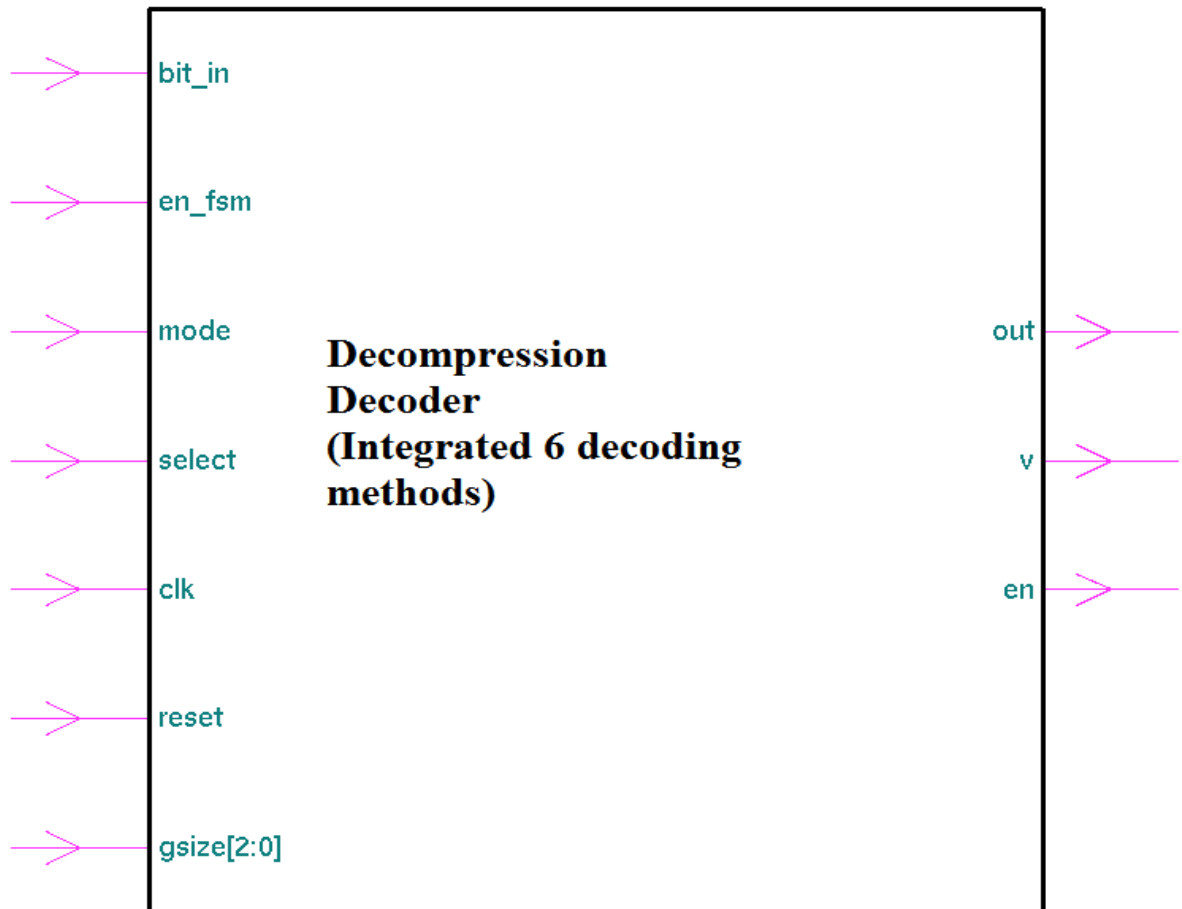 bit_in
en_fsm
mode
select
clk
reset
gsize[2:0]
Decompression
Decoder
(Integrated 6 decoding
methods)
out
v
en